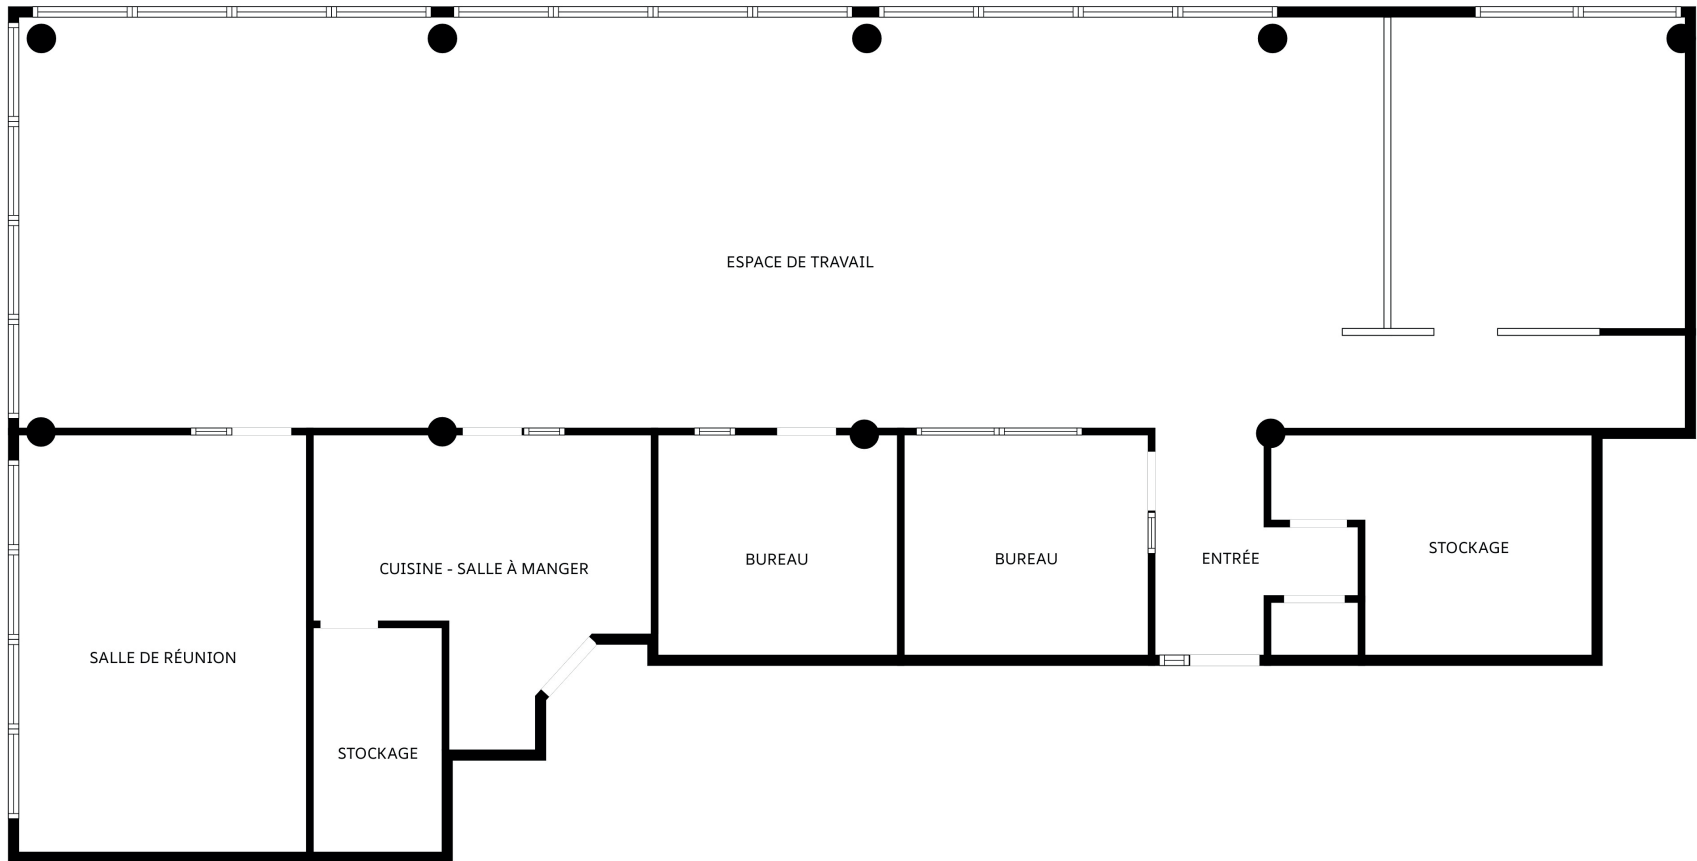 ESPACE DE TRAVAIL
STOCKAGE
BUREAU
BUREAU
ENTRÉE
CUISINE - SALLE À MANGER
SALLE DE RÉUNION
STOCKAGE